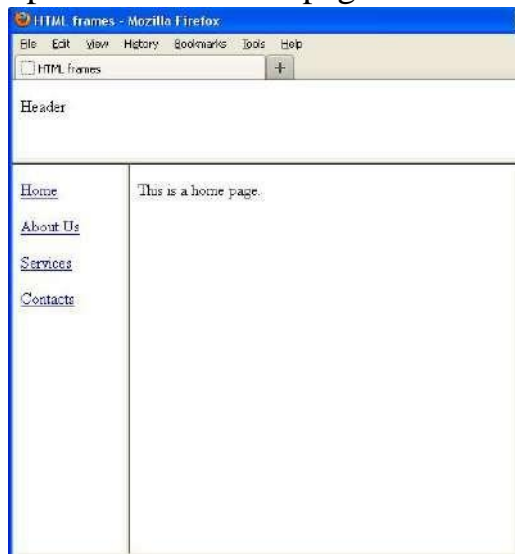 HTML frames - Mozilla Firefox
File Edit View History Bookmarks Tools Help
HTML frames +
Header
Home
This is a home page.
About Us
Services
Contacts